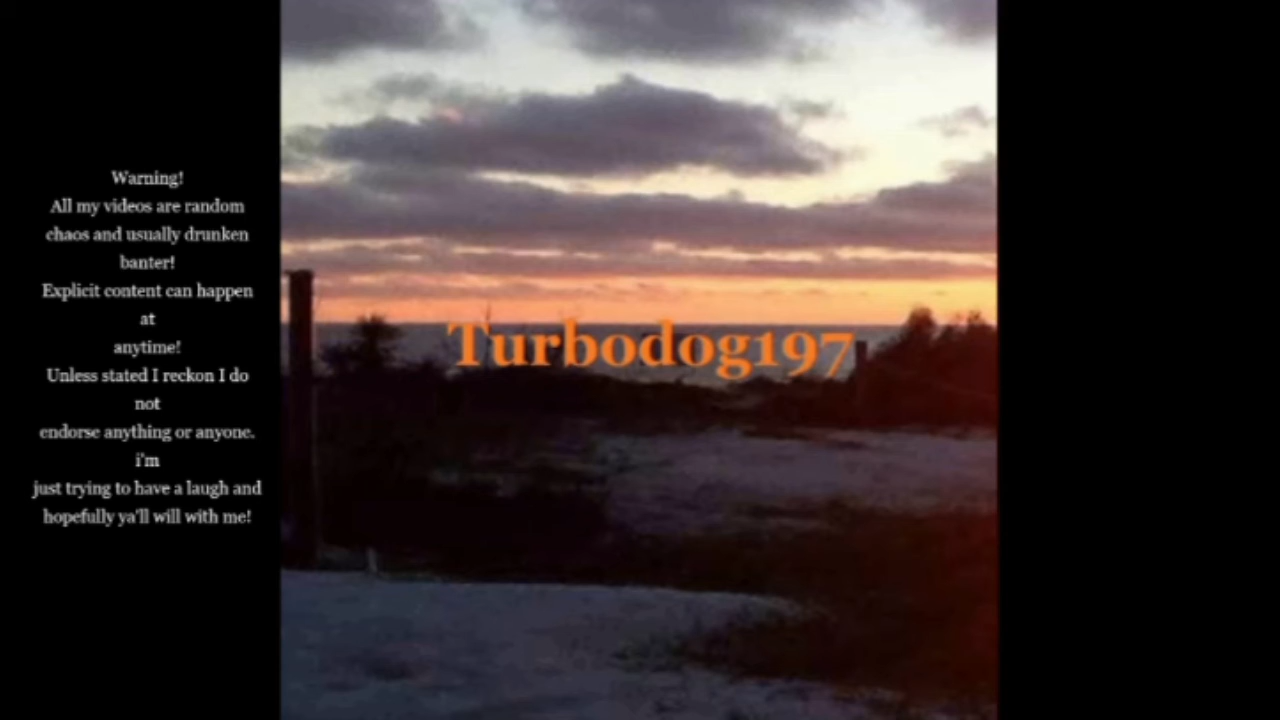 Warning!
All my videos are random
chaos and usually drunken
banter!
Explicit content can happen
at
anytime!
Unless stated I reckon I do
not
endorse anything or anyone.
i'm
just trying to have a laugh and
hopefully ya'll will with me!
Turbodog197